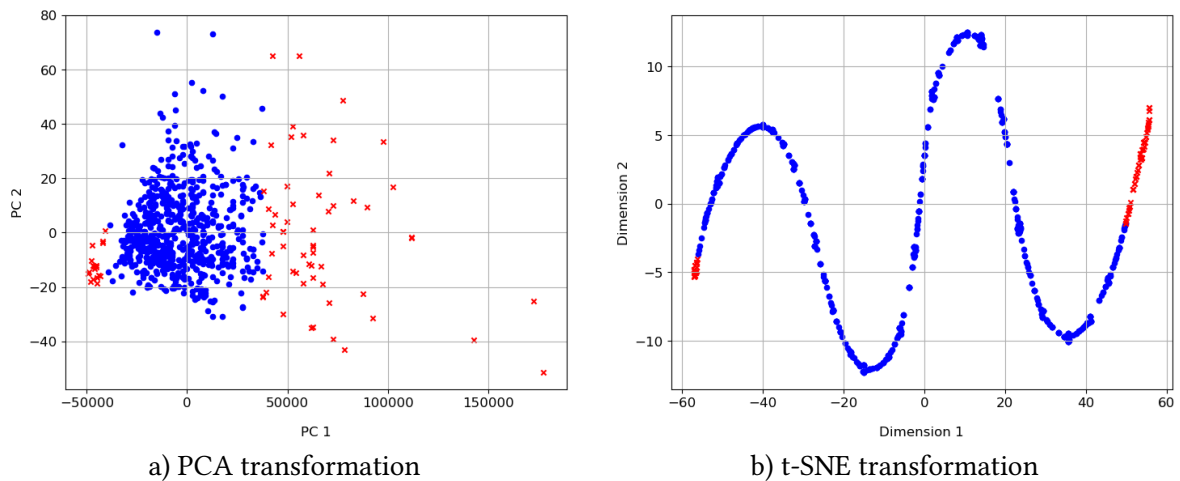 80
60
40
20
0
−20
−40
PC 2
−50000 0 50000 100000 150000
PC 1
a) PCA transformation
10
5
0
−5
−10
Dimension 2
−60 −40 −20 0 20 40 60
Dimension 1
b) t-SNE transformation